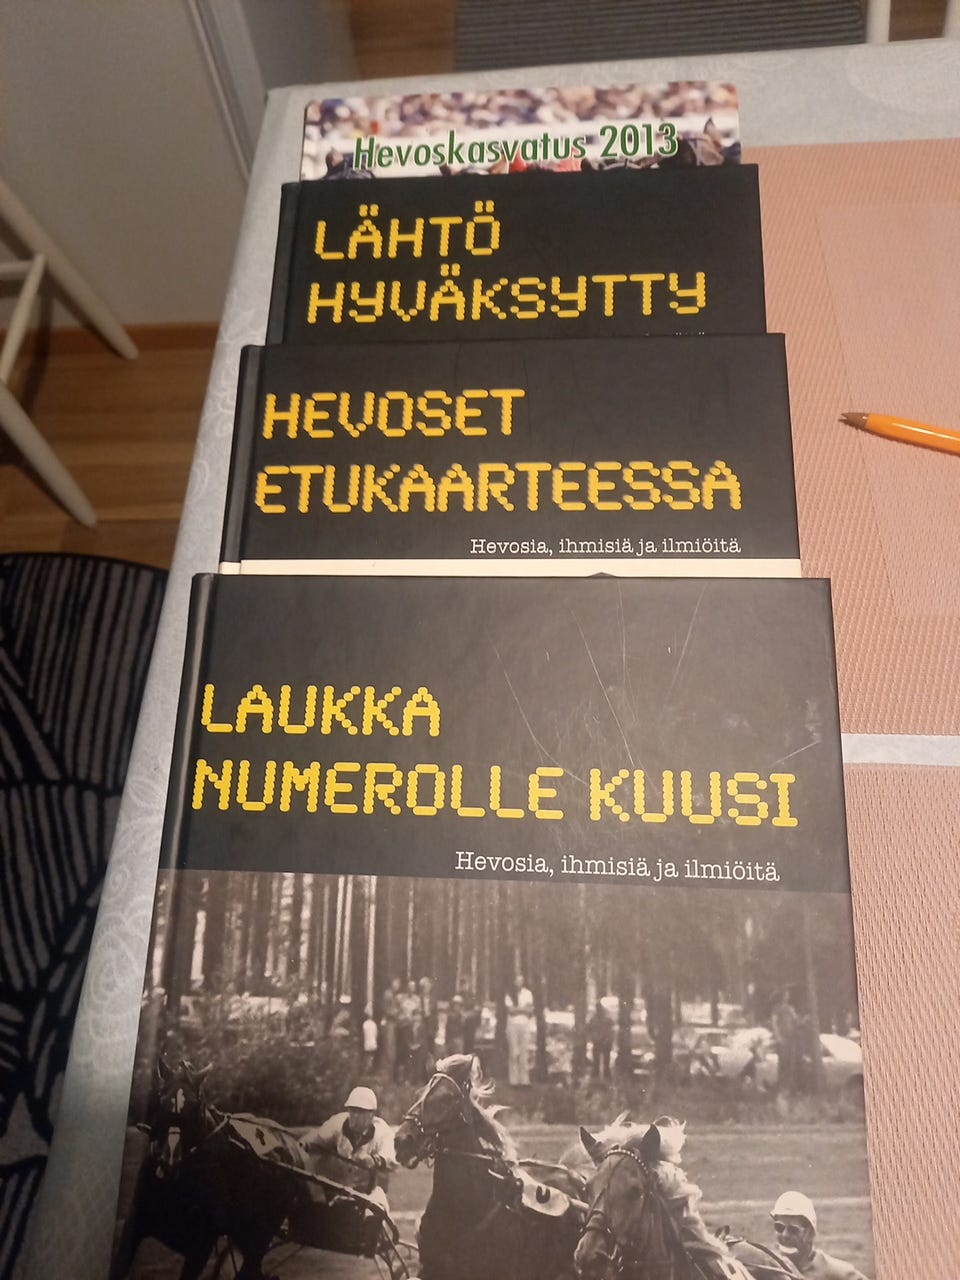 Hevoskasvatus 2013
LÄHTÖ
HYVÄKSYTTY
HEVOSET
ETUKAARTEESSA
Hevosia, ihmisiä ja ilmiöitä
LAUKKA
NUMEROLLE KUUSI
Hevosia, ihmisiä ja ilmiöitä